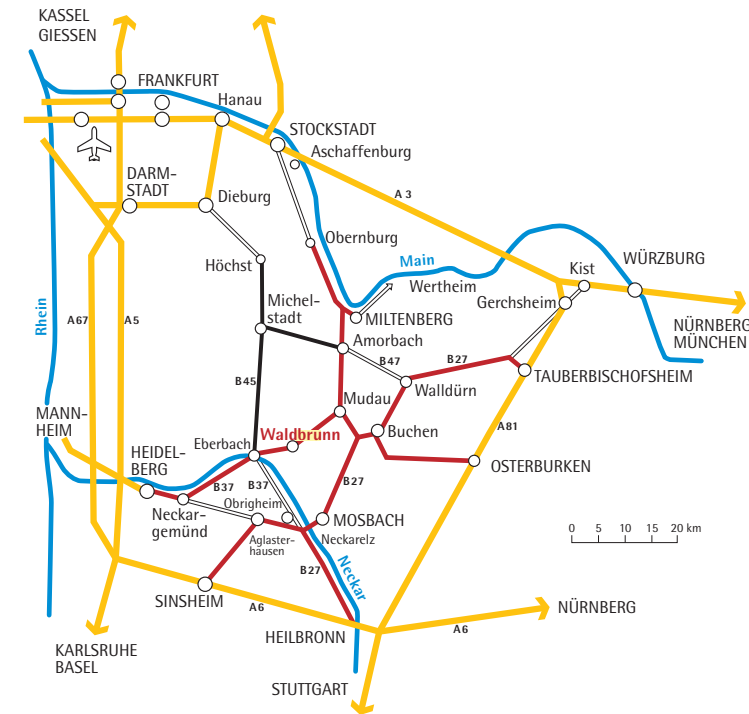 KASSEL
GIESSEN
FRANKFURT
Hanau
STOCKSTADT
Aschaffenburg
DARM-
STADT
Dieburg
A 3
Obernburg
Höchst
Main
Wertheim
Kist
WÜRZBURG
Gerchsheim
Michel-
stadt
MILTENBERG
NÜRNBERG
MÜNCHEN
Rhein
A67
A5
Amorbach
B47
B27
B45
Walldürn
TAUBERBISCHOFSHEIM
Mudau
MANN-
HEIM
Waldbrunn
Buchen
A81
Eberbach
HEIDEL-
BERG
OSTERBURKEN
B37
B37
B27
Obrigheim
Neckar-
gemünd
MOSBACH
Aglaster-
hausen
Neckarelz
0 5 10 15 20 km
B27
Neckar
SINSHEIM
A6
NÜRNBERG
HEILBRONN
A6
KARLSRUHE
BASEL
STUTTGART